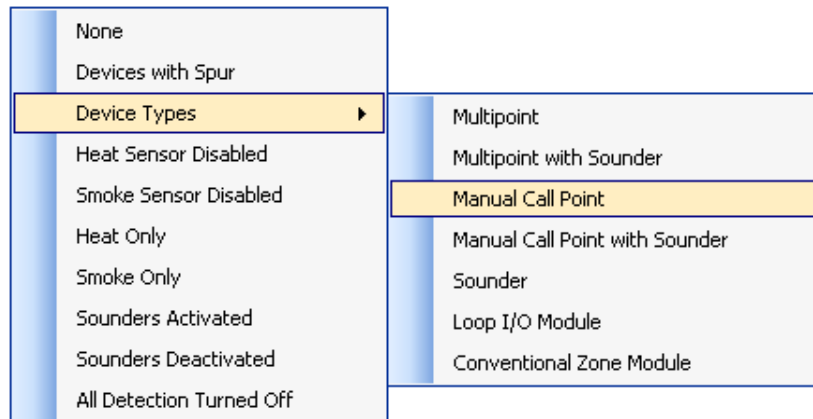 None
Devices with Spur
Device Types
Heat Sensor Disabled
Smoke Sensor Disabled
Heat Only
Smoke Only
Sounders Activated
Sounders Deactivated
All Detection Turned Off
Multipoint
Multipoint with Sounder
Manual Call Point
Manual Call Point with Sounder
Sounder
Loop I/O Module
Conventional Zone Module